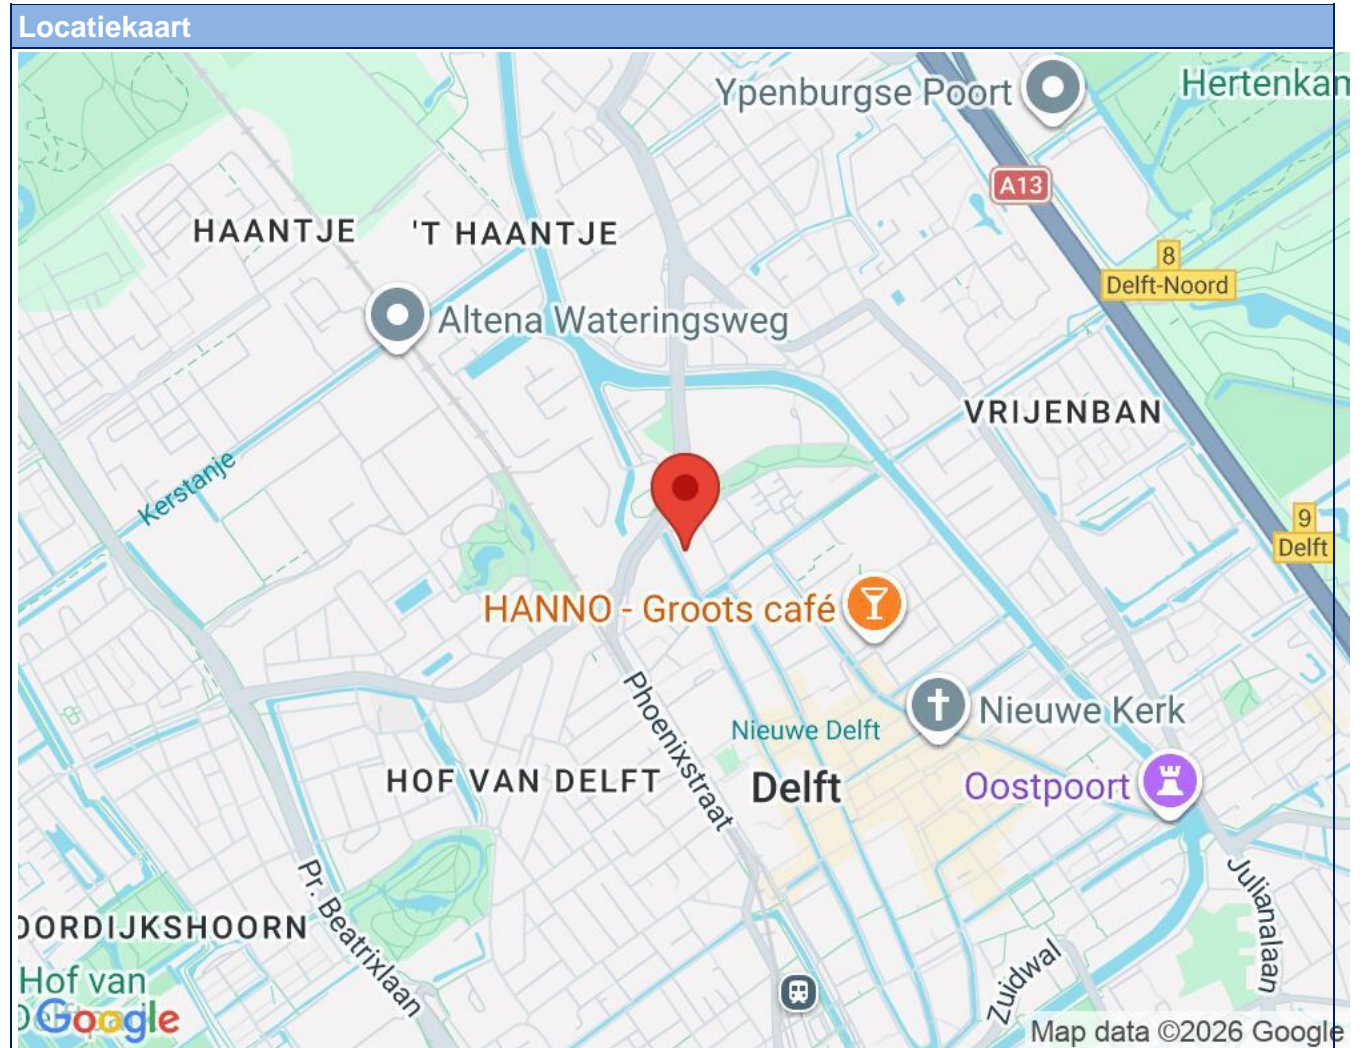 Locatiekaart
Ypenburgse Poort
Hertenkam
A13
HAANTJE
'T HAANTJE
8
Delft-Noord
Altena Wateringsweg
VRIJENBAN
Kerstanje
9
Delft
HANNO - Groots café
Phoenixstraat
Nieuwe Kerk
Nieuwe Delft
HOF VAN DELFT
Delft
Oostpoort
Pr. Beatrixlaan
Julianalaan
OORDIJKSHOORN
Zuidwal
Hof van
Google
Map data ©2026 Google